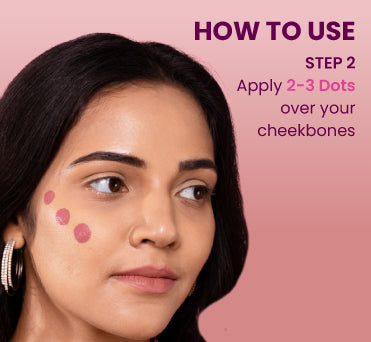 HOW TO USE
STEP 2
Apply 2-3 Dots
over your
cheekbones